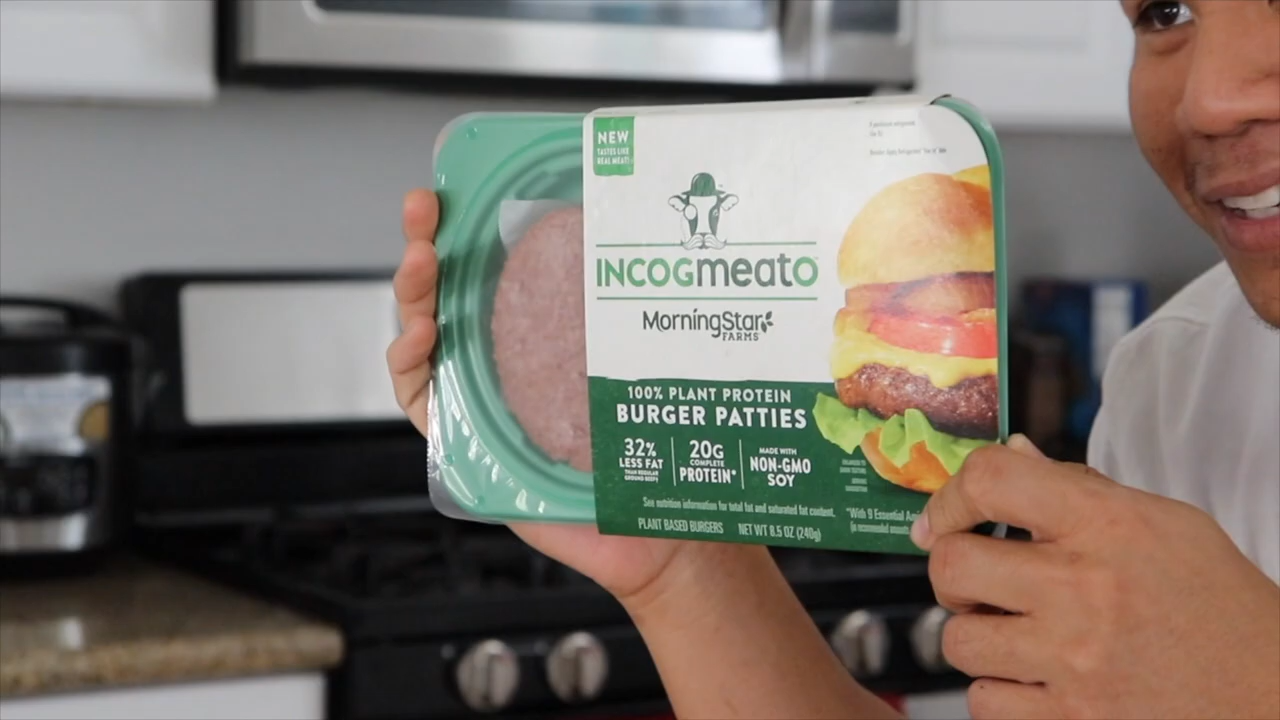 NEW
TASTES LIKE
REAL MEAT!
INCOGmeatO
MorningStar
FARMS
100% PLANT PROTEIN
BURGER PATTIES
32%
LESS FAT
THAN REGULAR
GROUND BEEF†
20G
COMPLETE
PROTEIN*
MADE WITH
NON-GMO
SOY
See nutrition information for total fat and saturated fat content.
PLANT BASED BURGERS NET WT 8.5 OZ (240g)
*With 9 Essential